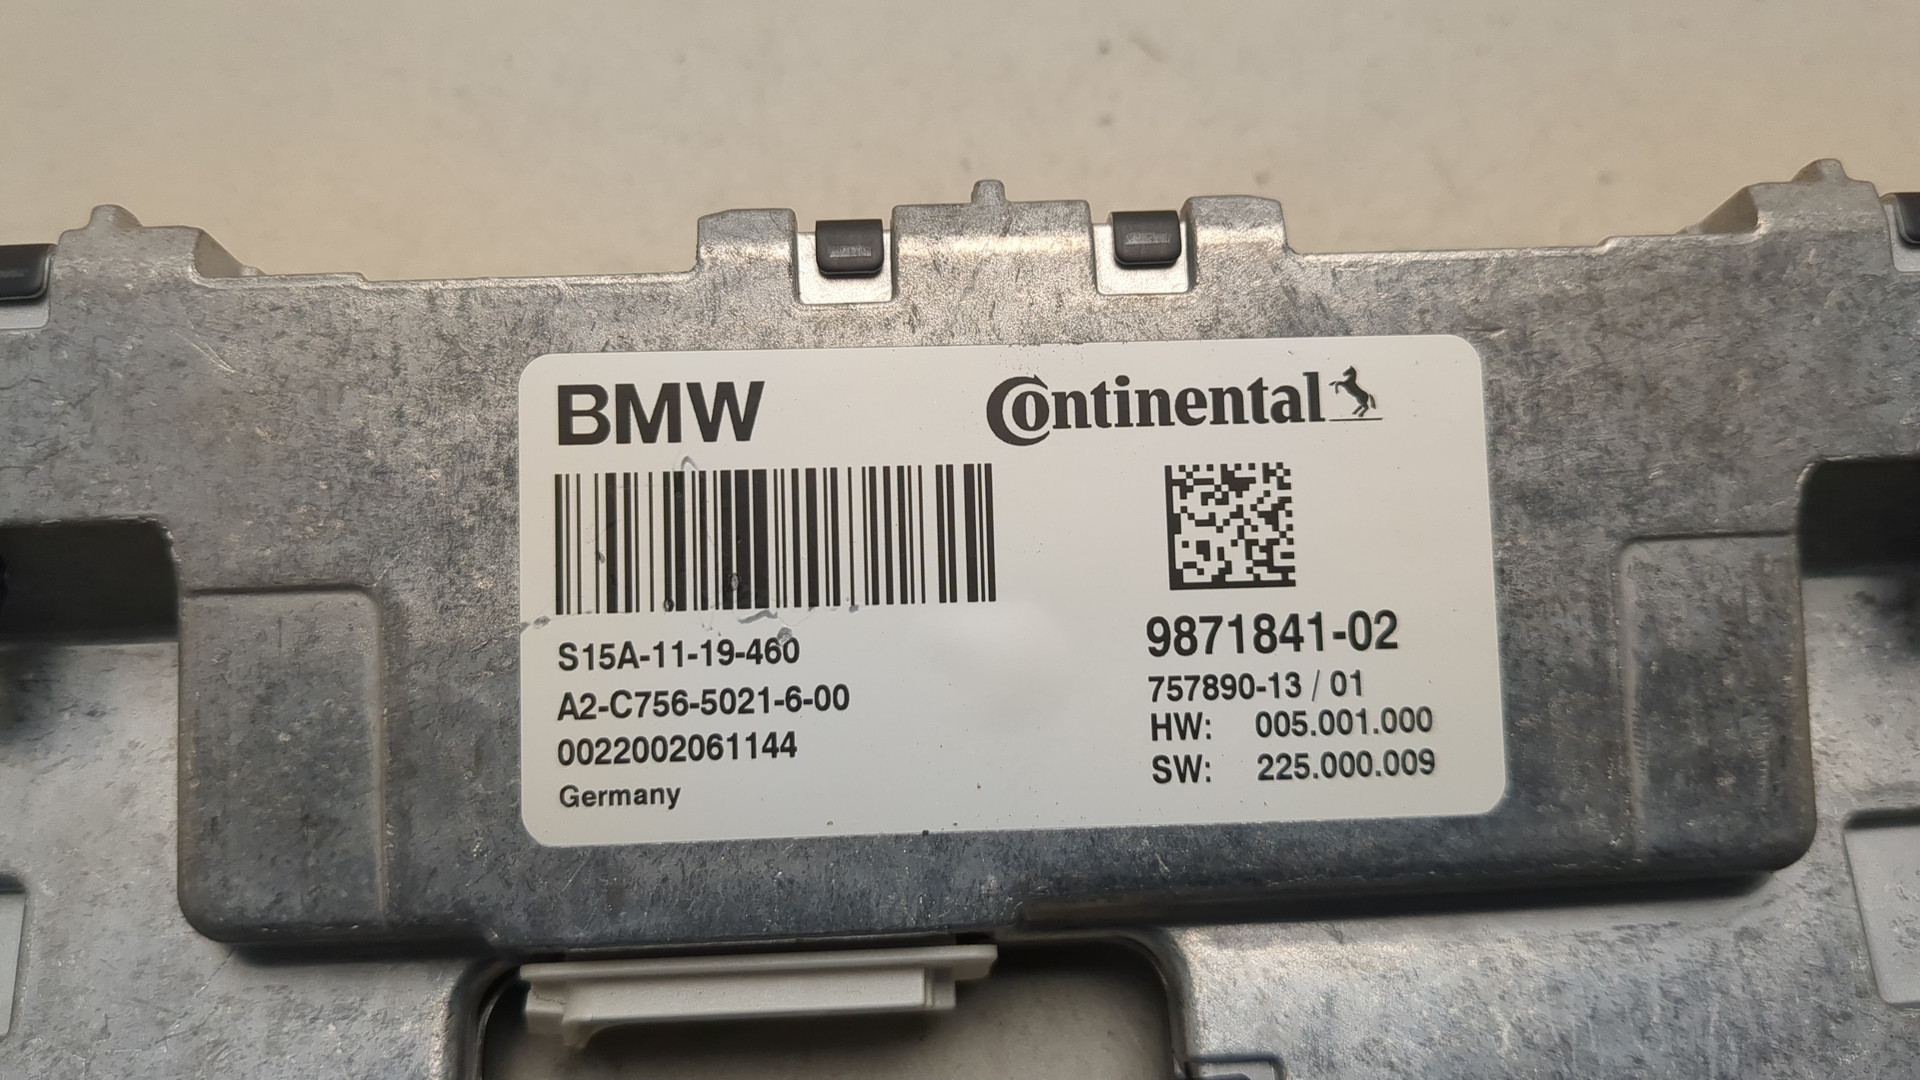 BMW
Continental
S15A-11-19-460
A2-C756-5021-6-00
0022002061144
Germany
9871841-02
757890-13 / 01
HW: 005.001.000
SW: 225.000.009